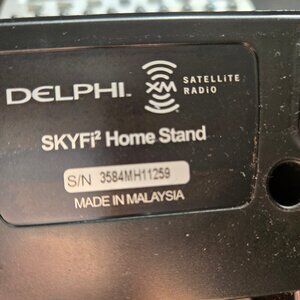 DELPHI
XM SATELLITE RADIO
SKYFi² Home Stand
S/N 3584MH11259
MADE IN MALAYSIA